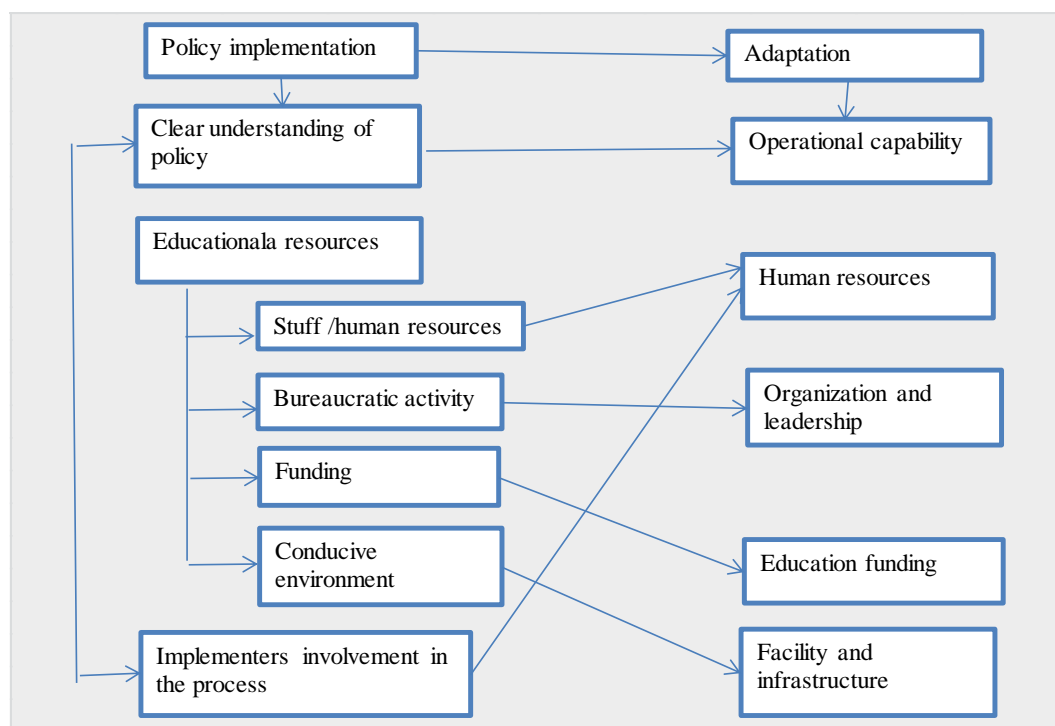 Policy implementation
Adaptation
Clear understanding of
policy
Operational capability
Educationala resources
Human resources
Stuff /human resources
Bureaucratic activity
Organization and
leadership
Funding
Conducive
environment
Education funding
Implementers involvement in
the process
Facility and
infrastructure